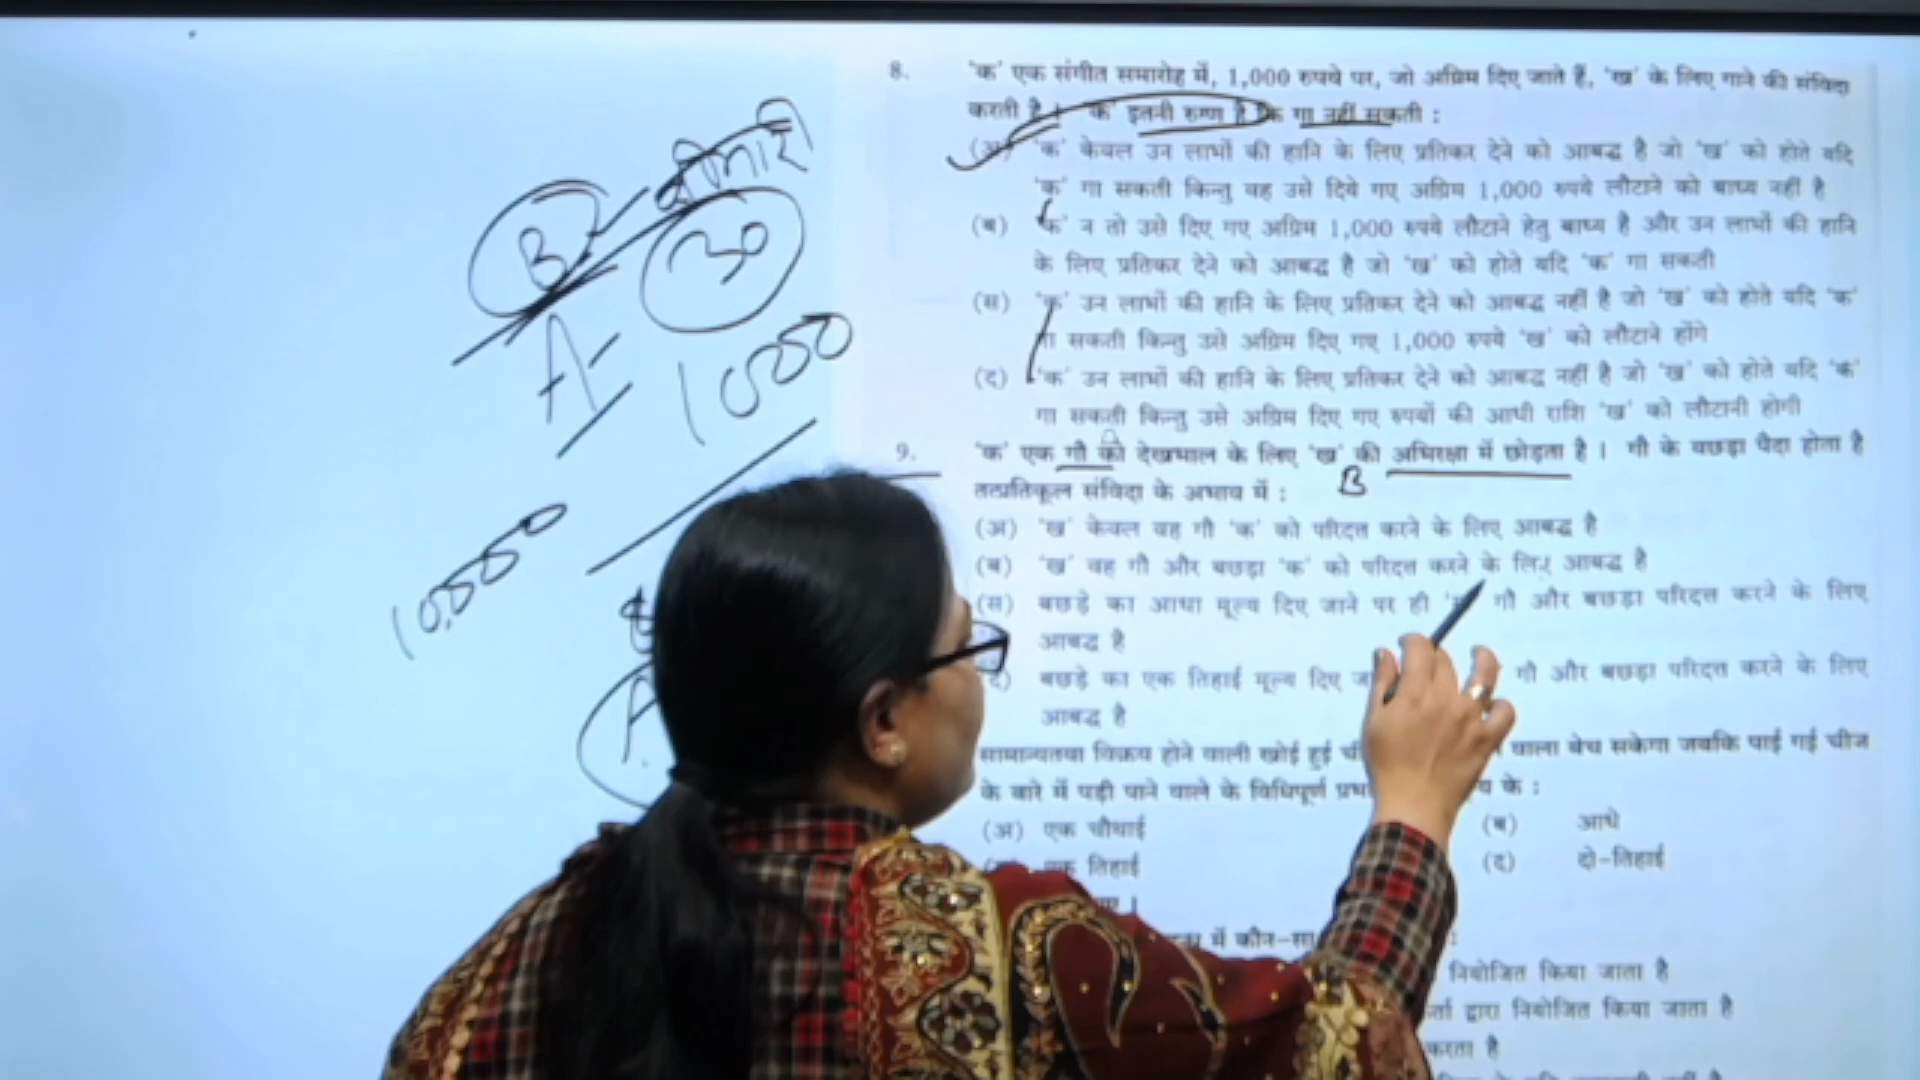 8. 'क' एक संगीत समारोह में, 1,000 रुपये पर, जो अग्रिम दिए जाते हैं, 'ख' के लिए गाने की संविदा
करती है। 'क' इतनी रुग्ण है कि गा नहीं सकती :
(अ) 'क' केवल उन लाभों की हानि के लिए प्रतिकर देने को आबद्ध है जो 'ख' को होते यदि
'क' गा सकती किन्तु वह उसे दिये गए अग्रिम 1,000 रुपये लौटाने को बाध्य नहीं है
(ब) 'क' न तो उसे दिए गए अग्रिम 1,000 रुपये लौटाने हेतु बाध्य है और उन लाभों की हानि
के लिए प्रतिकर देने को आबद्ध है जो 'ख' को होते यदि 'क' गा सकती
(स) 'क' उन लाभों की हानि के लिए प्रतिकर देने को आबद्ध नहीं है जो 'ख' को होते यदि 'क'
गा सकती किन्तु उसे अग्रिम दिए गए 1,000 रुपये 'ख' को लौटाने होंगे
(द) 'क' उन लाभों की हानि के लिए प्रतिकर देने को आबद्ध नहीं है जो 'ख' को होते यदि 'क'
गा सकती किन्तु उसे अग्रिम दिए गए रुपयों की आधी राशि 'ख' को लौटानी होगी
9. 'क' एक गौ को देखभाल के लिए 'ख' की अभिरक्षा में छोड़ता है। गौ के बछड़ा पैदा होता है
तत्प्रतिकूल संविदा के अभाव में : B
(अ) 'ख' केवल वह गौ 'क' को परिदत्त करने के लिए आबद्ध है
(ब) 'ख' वह गौ और बछड़ा 'क' को परिदत्त करने के लिए आबद्ध है
(स) बछड़े का आधा मूल्य दिए जाने पर ही गौ और बछड़ा परिदत्त करने के लिए
आबद्ध है
बछड़े का एक तिहाई मूल्य दिए गौ और बछड़ा परिदत्त करने के लिए
आबद्ध है
सामान्यतया विक्रय होने वाली खोई हुई वाला बेच सकेगा जबकि पाई गई चीज
के बारे में पड़ी पाने वाले के विधिपूर्ण के :
(अ) एक चौथाई (ब) आधे
एक तिहाई (द) दो-तिहाई
में कौन-सा
नियोजित किया जाता है
द्वारा नियोजित किया जाता है
करता है
बीमारी
B
A
1000
10,000
A